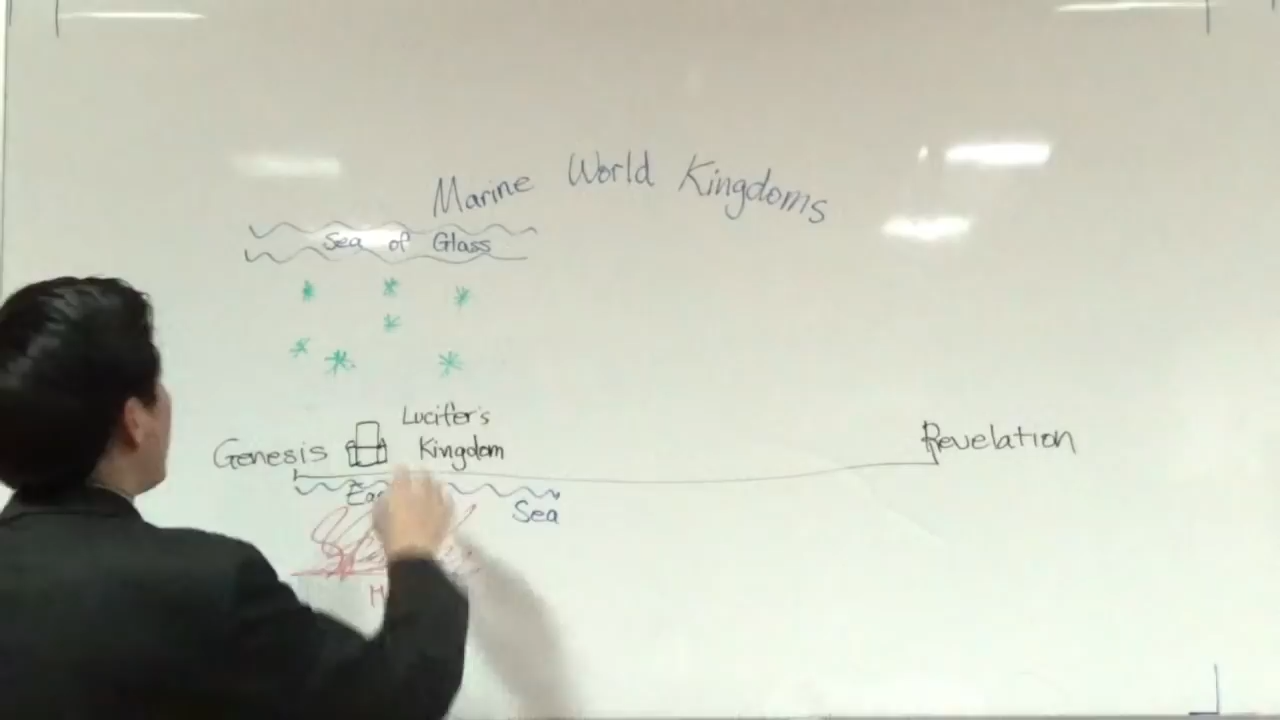 Marine World Kingdoms
Sea of Glass
Lucifer's
Genesis Kingdom Revelation
Sea